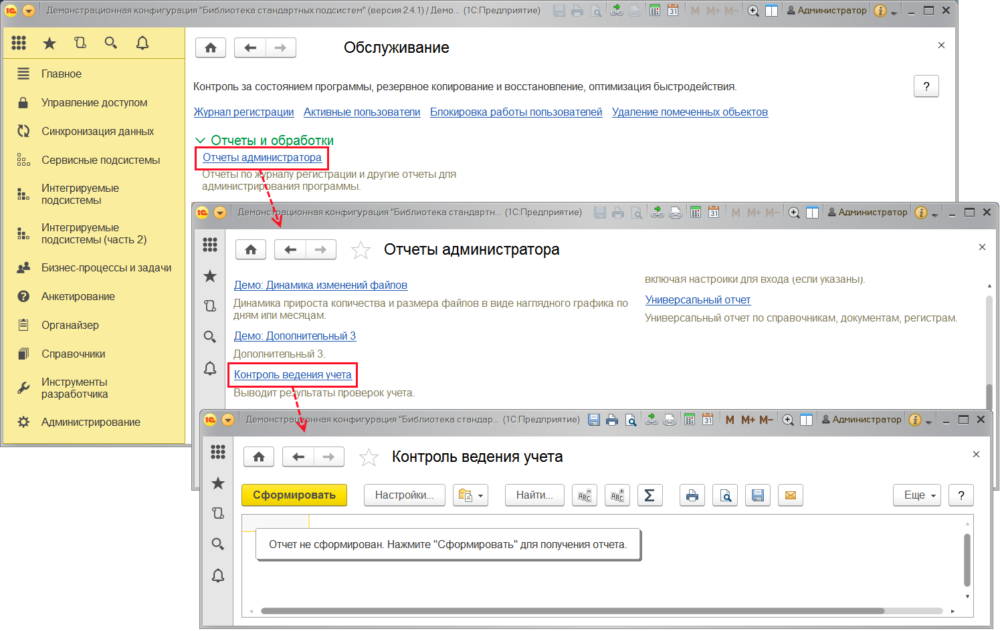 Демонстрационная конфигурация "Библиотека стандартных подсистем" (версия 2.4.1) / Демо... (1С:Предприятие)
M M+ M-
Администратор
Обслуживание
Главное
Управление доступом
Синхронизация данных
Сервисные подсистемы
Интегрируемые
подсистемы
Интегрируемые
подсистемы (часть 2)
Бизнес-процессы и задачи
Анкетирование
Органайзер
Справочники
Инструменты
разработчика
Администрирование
Контроль за состоянием программы, резервное копирование и восстановление, оптимизация быстродействия.
?
Журнал регистрации Активные пользователи Блокировка работы пользователей Удаление помеченных объектов
Отчеты и обработки
Отчеты администратора
Отчеты по журналу регистрации и другие отчеты для
администрирования программы.
Демонстрационная конфигурация "Библиотека стандартн... (1С:Предприятие)
31
M M+ M-
Администратор
Отчеты администратора
Демо: Динамика изменений файлов
Динамика прироста количества и размера файлов в виде наглядного графика по
дням или месяцам.
Демо: Дополнительный 3
Дополнительный 3.
Контроль ведения учета
Выводит результаты проверок учета.
включая настройки для входа (если указаны).
Универсальный отчет
Универсальный отчет по справочникам, документам, регистрам.
Демонстрационная конфигурация "Библиотека стандар... (1С:Предприятие)
31
M M+ M-
Администратор
Контроль ведения учета
Сформировать Настройки... Найти... ABC ABC Σ Еще ?
Отчет не сформирован. Нажмите "Сформировать" для получения отчета.